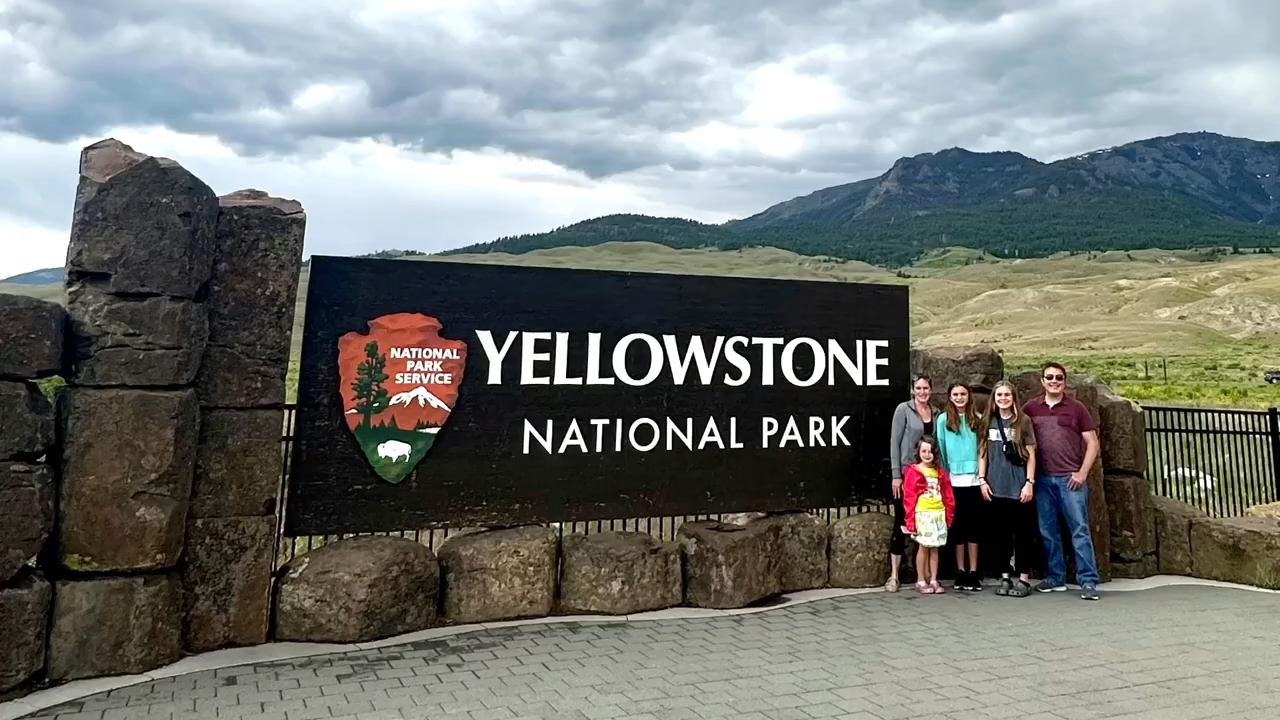 NATIONAL
PARK
SERVICE
YELLOWSTONE
NATIONAL PARK